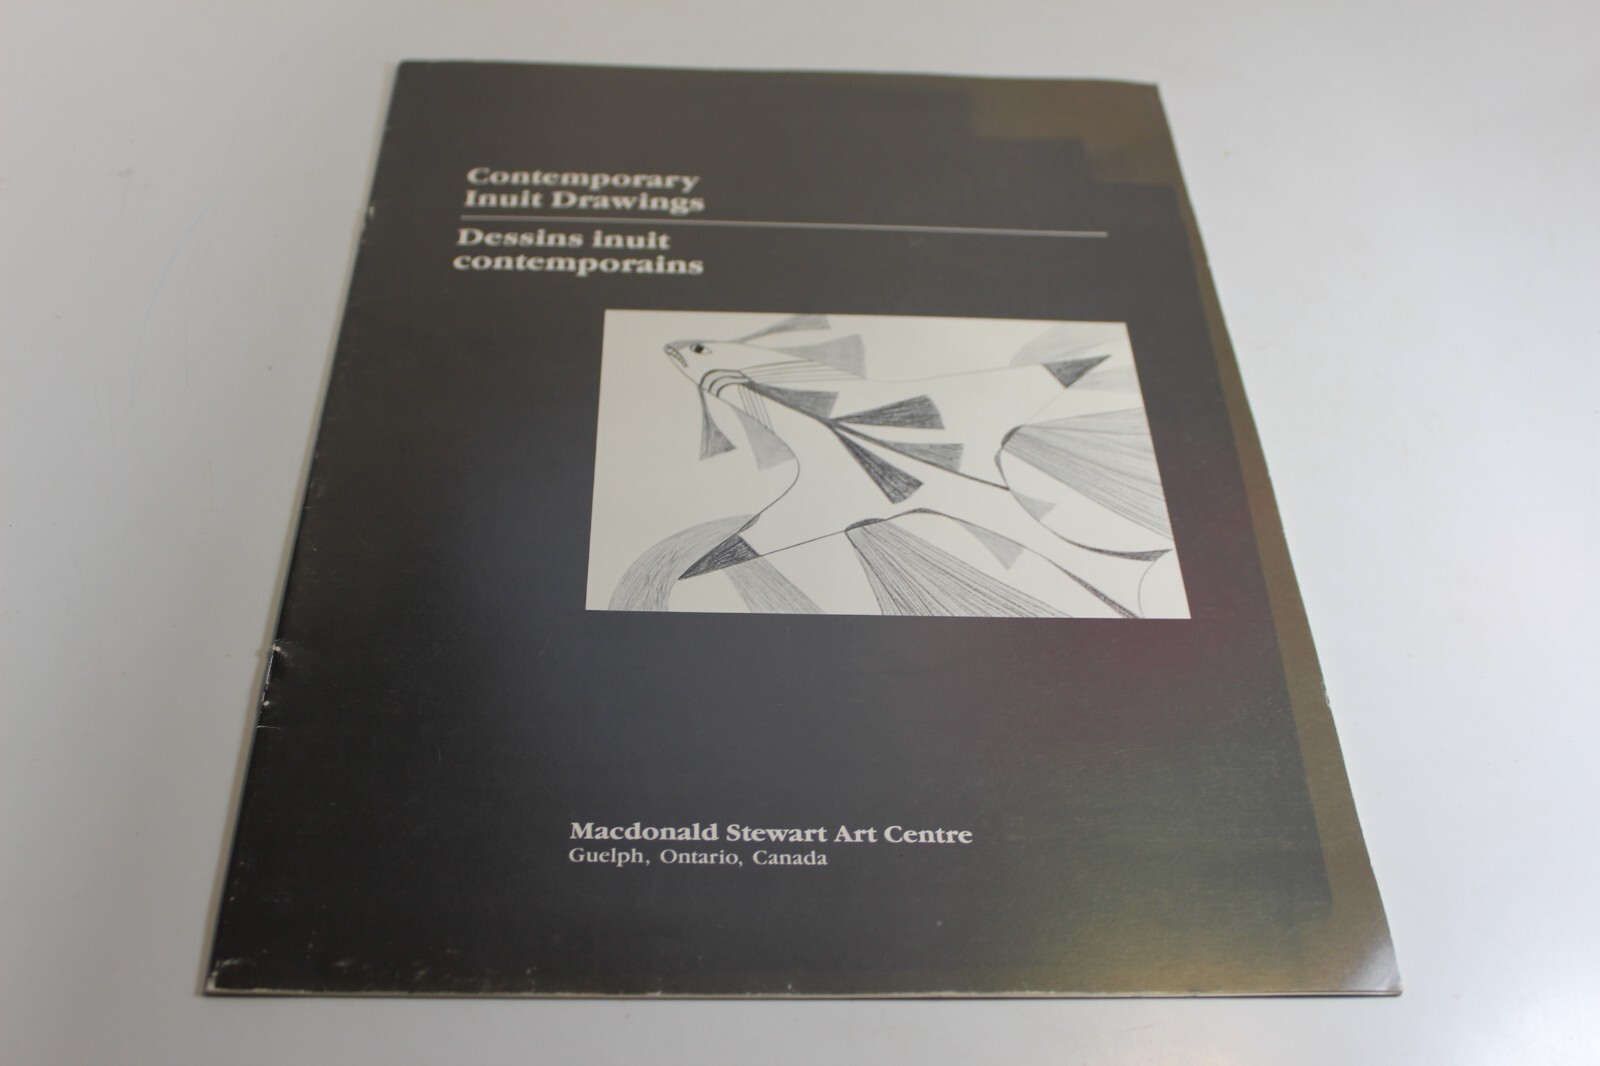 Contemporary
Inuit Drawings
Dessins inuit
contemporains
Macdonald Stewart Art Centre
Guelph, Ontario, Canada